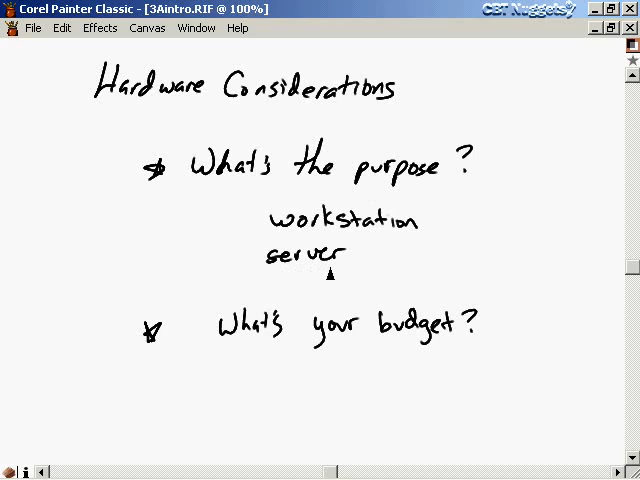 Corel Painter Classic - [3Aintro.RIF @ 100%]
CBT Nuggets
File Edit Effects Canvas Window Help
Hardware Considerations
What's the purpose?
workstation
server
What's your budget?